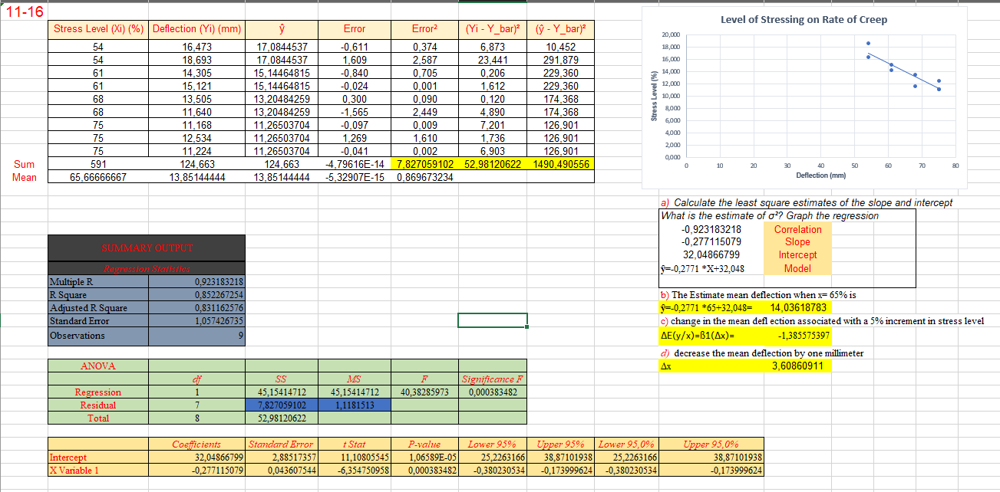 11-16
Stress Level (Xi) (%) Deflection (Yi) (mm) ŷ Error Error² (Yi - Y_bar)² (ŷ - Y_bar)²
54 16,473 17,0844537 -0,611 0,374 6,873 10,452
54 18,693 17,0844537 1,609 2,587 23,441 291,879
61 14,305 15,14464815 -0,840 0,705 0,206 229,360
61 15,121 15,14464815 -0,024 0,001 1,612 229,360
68 13,505 13,20484259 0,300 0,090 0,120 174,368
68 11,640 13,20484259 -1,565 2,449 4,890 174,368
75 11,168 11,26503704 -0,097 0,009 7,201 126,901
75 12,534 11,26503704 1,269 1,610 1,736 126,901
75 11,224 11,26503704 -0,041 0,002 6,903 126,901
Sum 591 124,663 124,663 -4,79616E-14 7,827059102 52,98120622 1490,490556
Mean 65,66666667 13,85144444 13,85144444 -5,32907E-15 0,869673234
Level of Stressing on Rate of Creep
Stress Level (%)
20,000
18,000
16,000
14,000
12,000
10,000
8,000
6,000
4,000
2,000
0,000
0 10 20 30 40 50 60 70 80
Deflection (mm)
a) Calculate the least square estimates of the slope and intercept
What is the estimate of σ²? Graph the regression
-0,923183218 Correlation
-0,277115079 Slope
32,04866799 Intercept
ŷ=-0,2771 *X+32,048 Model
b) The Estimate mean deflection when x= 65% is
ŷ=-0,2771 *65+32,048= 14,03618783
c) change in the mean defl ection associated with a 5% increment in stress level
ΔE(y/x)=ß1(Δx)= -1,385575397
d) decrease the mean deflection by one millimeter
Δx 3,60860911
SUMMARY OUTPUT
Regression Statistics
Multiple R 0,923183218
R Square 0,852267254
Adjusted R Square 0,831162576
Standard Error 1,057426735
Observations 9
ANOVA
df SS MS F Significance F
Regression 1 45,15414712 45,15414712 40,38285973 0,000383482
Residual 7 7,827059102 1,1181513
Total 8 52,98120622
Coefficients Standard Error t Stat P-value Lower 95% Upper 95% Lower 95,0% Upper 95,0%
Intercept 32,04866799 2,88517357 11,10805545 1,06589E-05 25,2263166 38,87101938 25,2263166 38,87101938
X Variable 1 -0,277115079 0,043607544 -6,354750958 0,000383482 -0,380230534 -0,173999624 -0,380230534 -0,173999624